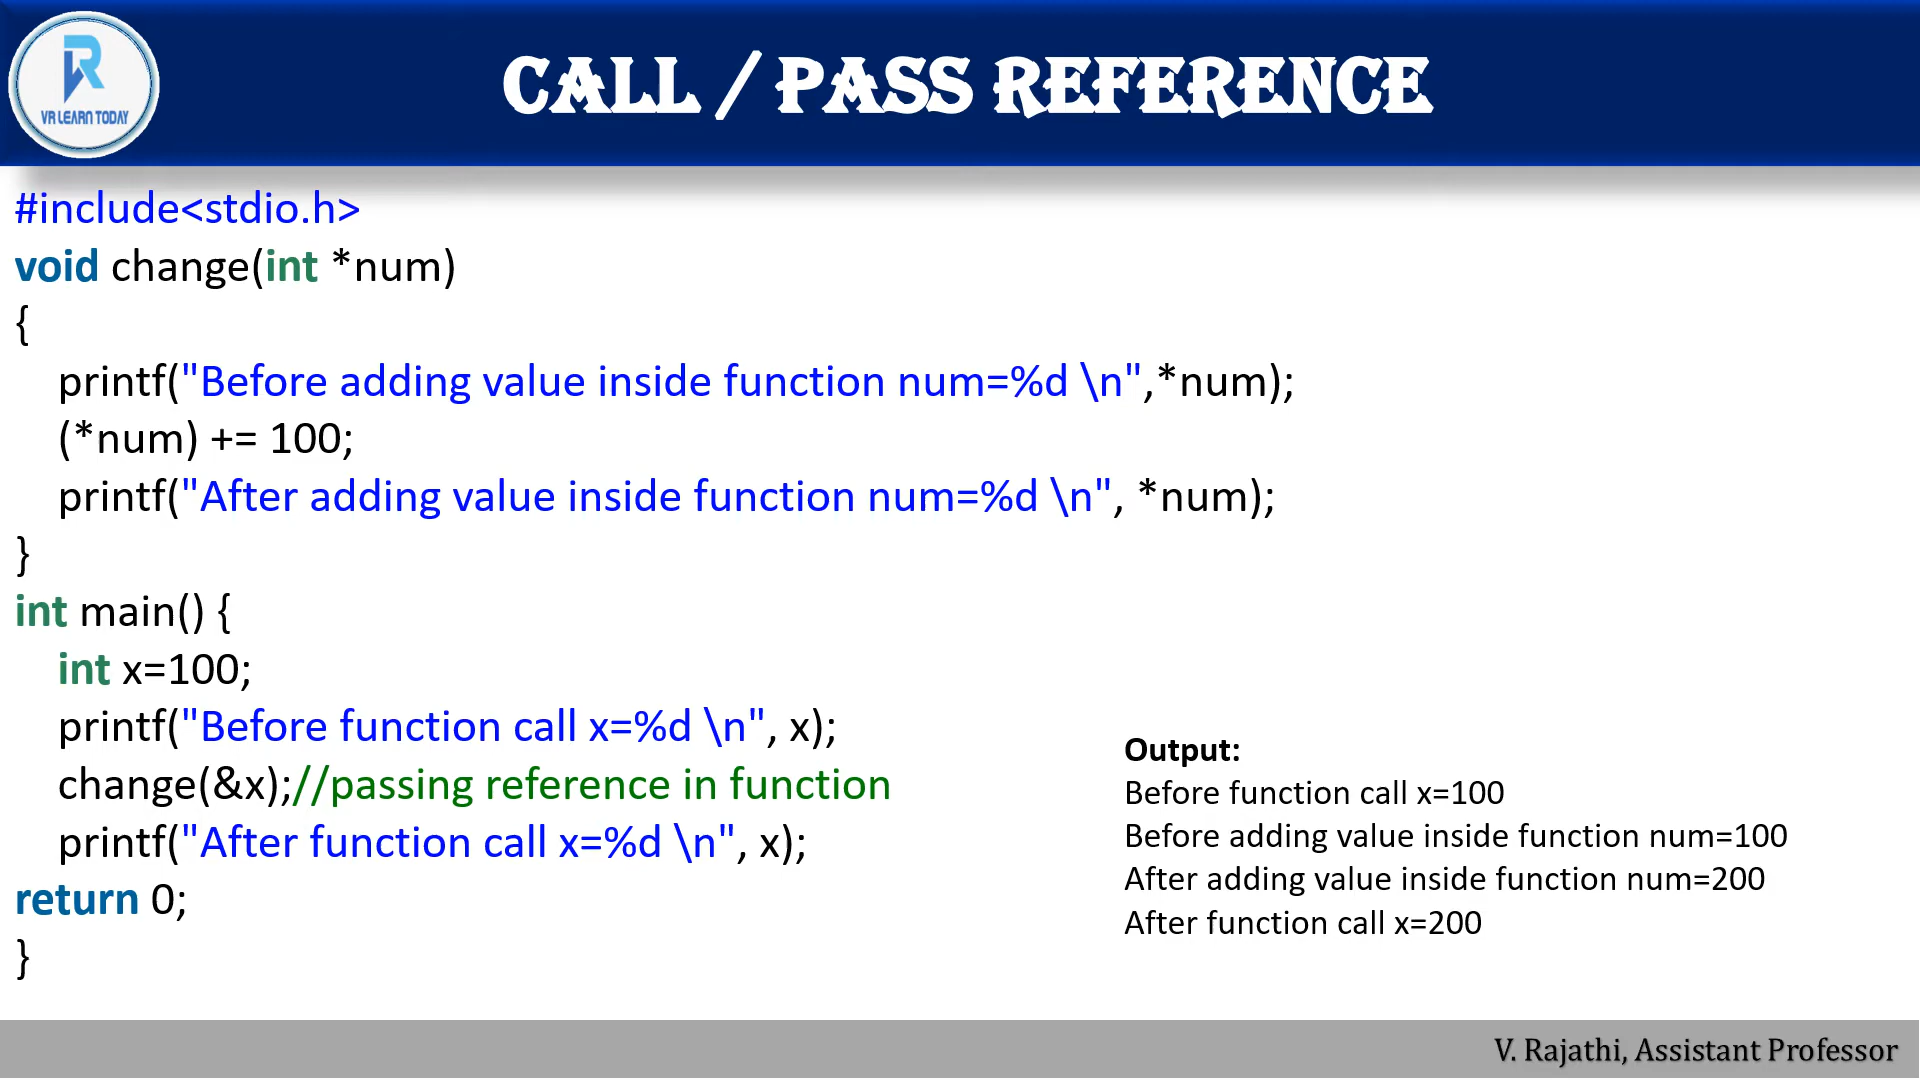 VR LEARN TODAY
CALL / PASS REFERENCE
#include<stdio.h>
void change(int *num)
{
printf("Before adding value inside function num=%d \n",*num);
(*num) += 100;
printf("After adding value inside function num=%d \n", *num);
}
int main() {
int x=100;
printf("Before function call x=%d \n", x);
change(&x);//passing reference in function
printf("After function call x=%d \n", x);
return 0;
}
Output:
Before function call x=100
Before adding value inside function num=100
After adding value inside function num=200
After function call x=200
V. Rajathi, Assistant Professor